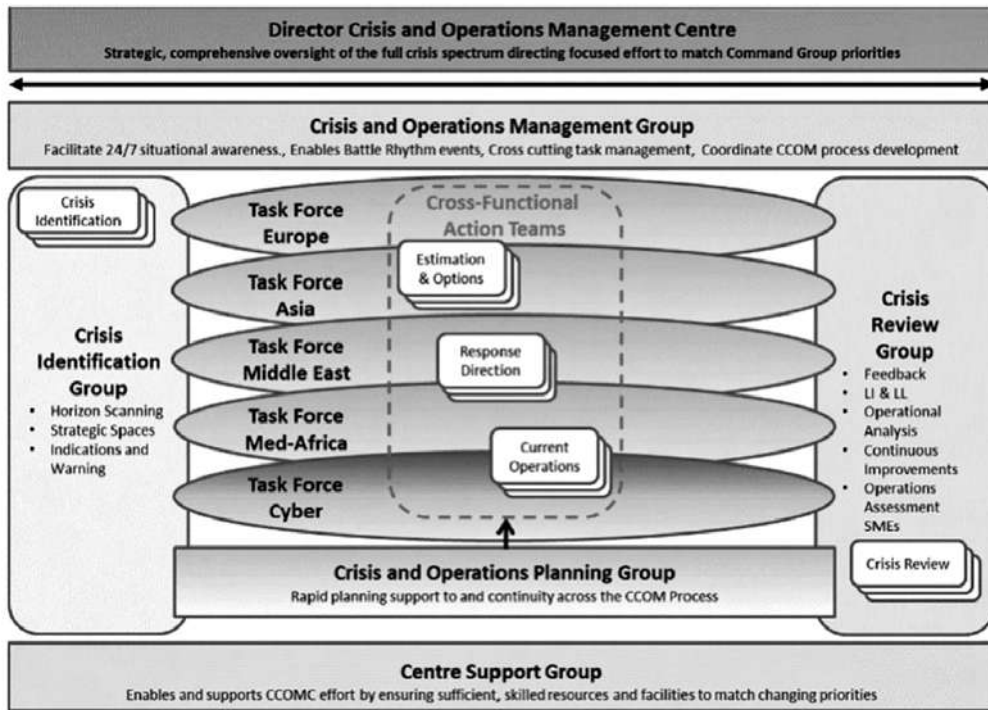 Director Crisis and Operations Management Centre
Strategic, comprehensive oversight of the full crisis spectrum directing focused effort to match Command Group priorities
Crisis and Operations Management Group
Facilitate 24/7 situational awareness., Enables Battle Rhythm events, Cross cutting task management, Coordinate CCOM process development
Crisis
Identification
Crisis
Identification
Group
• Horizon Scanning
• Strategic Spaces
• Indications and
Warning
Task Force
Europe
Task Force
Asia
Task Force
Middle East
Task Force
Med-Africa
Task Force
Cyber
Cross-Functional
Action Teams
Estimation
& Options
Response
Direction
Current
Operations
Crisis
Review
Group
• Feedback
• LI & LL
• Operational
Analysis
• Continuous
Improvements
• Operations
Assessment
SMEs
Crisis Review
Crisis and Operations Planning Group
Rapid planning support to and continuity across the CCOM Process
Centre Support Group
Enables and supports CCOMC effort by ensuring sufficient, skilled resources and facilities to match changing priorities